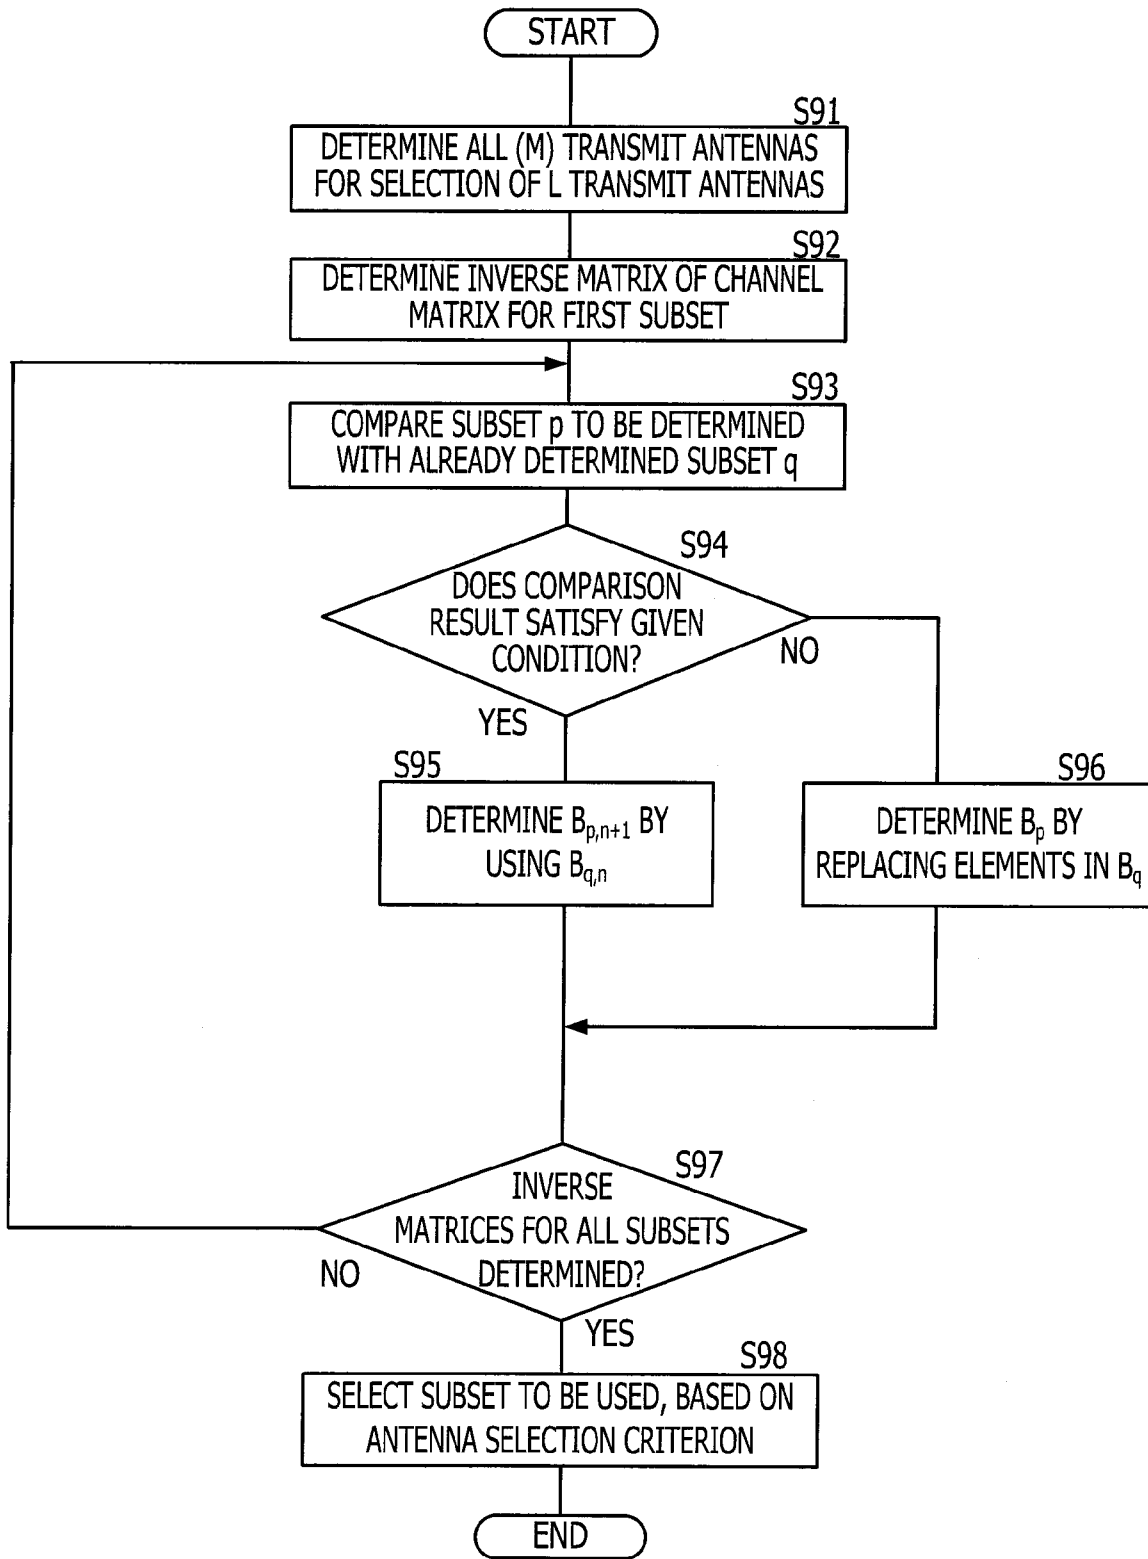 START
S91
DETERMINE ALL (M) TRANSMIT ANTENNAS
FOR SELECTION OF L TRANSMIT ANTENNAS
S92
DETERMINE INVERSE MATRIX OF CHANNEL
MATRIX FOR FIRST SUBSET
S93
COMPARE SUBSET p TO BE DETERMINED
WITH ALREADY DETERMINED SUBSET q
S94
DOES COMPARISON
RESULT SATISFY GIVEN
CONDITION?
NO
YES
S95
DETERMINE Bp,n+1 BY
USING Bq,n
S96
DETERMINE Bp BY
REPLACING ELEMENTS IN Bq
S97
INVERSE
MATRICES FOR ALL SUBSETS
DETERMINED?
NO
YES
S98
SELECT SUBSET TO BE USED, BASED ON
ANTENNA SELECTION CRITERION
END